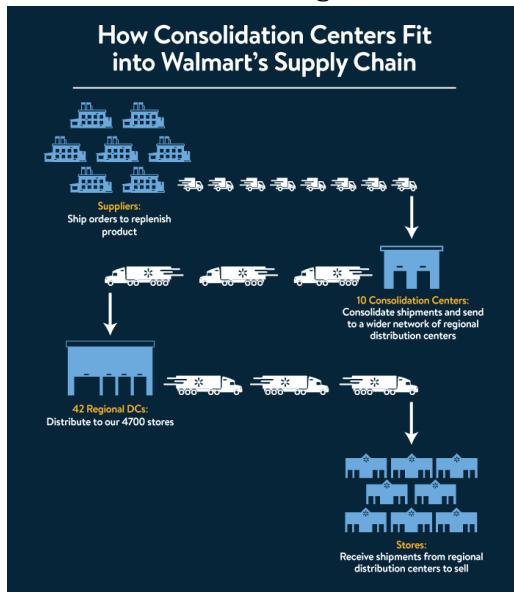 How Consolidation Centers Fit
into Walmart's Supply Chain
Suppliers:
Ship orders to replenish
product
10 Consolidation Centers:
Consolidate shipments and send
to a wider network of regional
distribution centers
42 Regional DCs:
Distribute to our 4700 stores
Stores:
Receive shipments from regional
distribution centers to sell